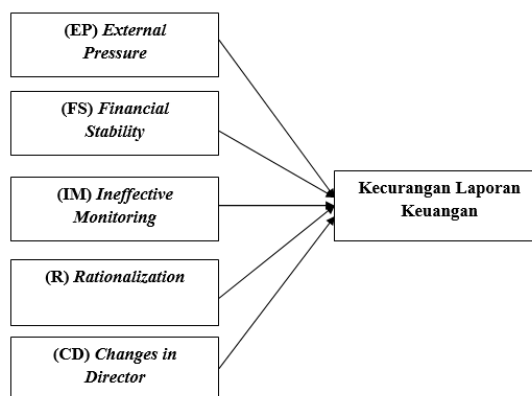 (EP) External
Pressure
(FS) Financial
Stability
(IM) Ineffective
Monitoring
(R) Rationalization
(CD) Changes in
Director
Kecurangan Laporan
Keuangan